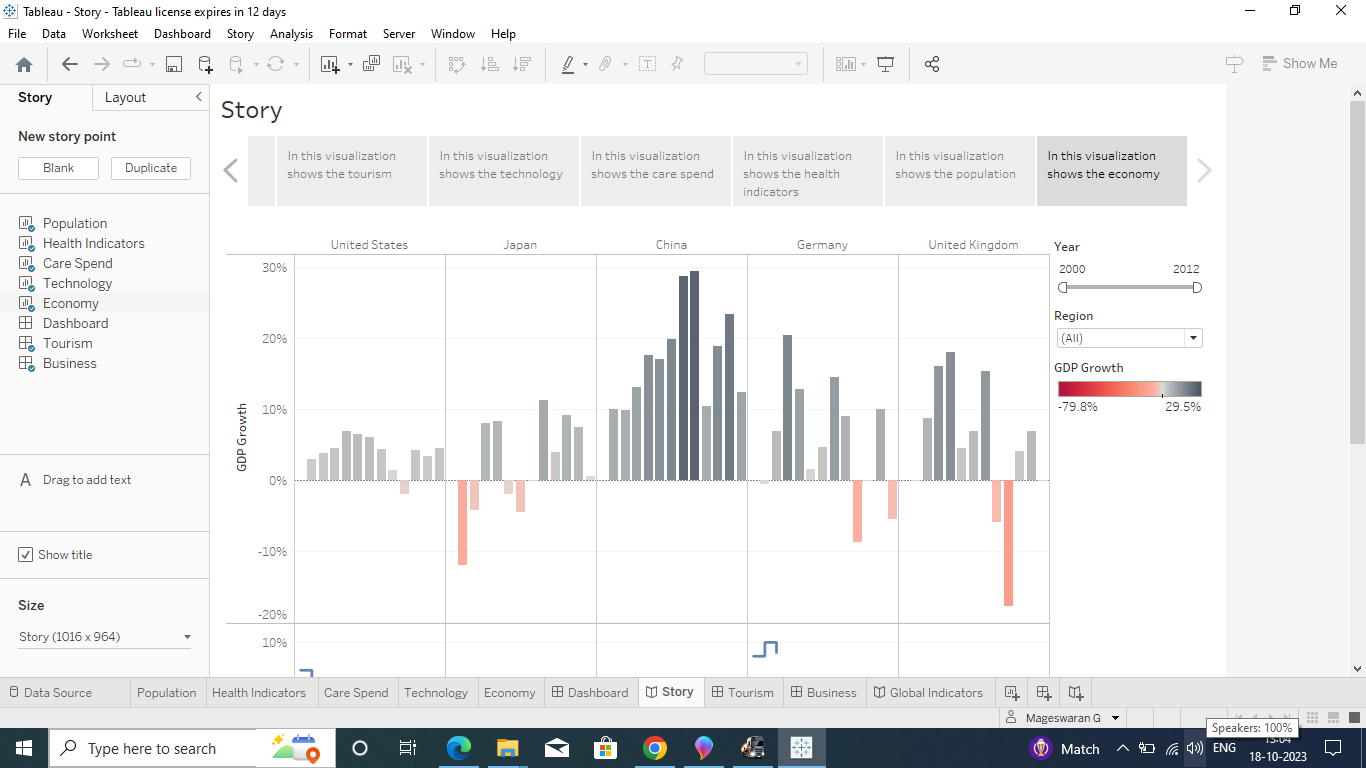 Tableau - Story - Tableau license expires in 12 days
File Data Worksheet Dashboard Story Analysis Format Server Window Help
Show Me
Story Layout
New story point
Blank Duplicate
Population
Health Indicators
Care Spend
Technology
Economy
Dashboard
Tourism
Business
A Drag to add text
Show title
Size
Story (1016 x 964)
Story
In this visualization
shows the tourism
In this visualization
shows the technology
In this visualization
shows the care spend
In this visualization
shows the health
indicators
In this visualization
shows the population
In this visualization
shows the economy
United States Japan China Germany United Kingdom
GDP Growth
30%
20%
10%
0%
-10%
-20%
10%
Year
2000 2012
Region
(All)
GDP Growth
-79.8% 29.5%
Data Source Population Health Indicators Care Spend Technology Economy Dashboard Story Tourism Business Global Indicators
Mageswaran G
Speakers: 100%
Type here to search
Match
ENG
18-10-2023